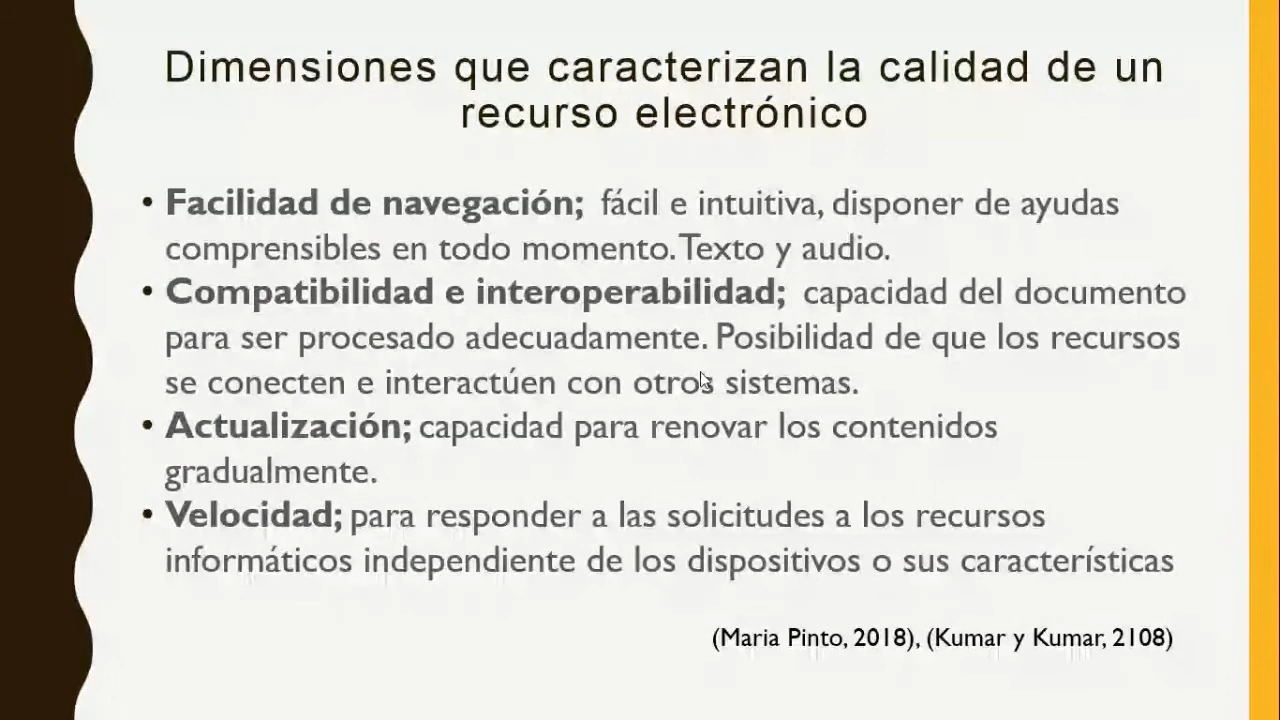 Dimensiones que caracterizan la calidad de un
recurso electrónico
• Facilidad de navegación; fácil e intuitiva, disponer de ayudas
comprensibles en todo momento. Texto y audio.
• Compatibilidad e interoperabilidad; capacidad del documento
para ser procesado adecuadamente. Posibilidad de que los recursos
se conecten e interactúen con otros sistemas.
• Actualización; capacidad para renovar los contenidos
gradualmente.
• Velocidad; para responder a las solicitudes a los recursos
informáticos independiente de los dispositivos o sus características
(Maria Pinto, 2018), (Kumar y Kumar, 2108)